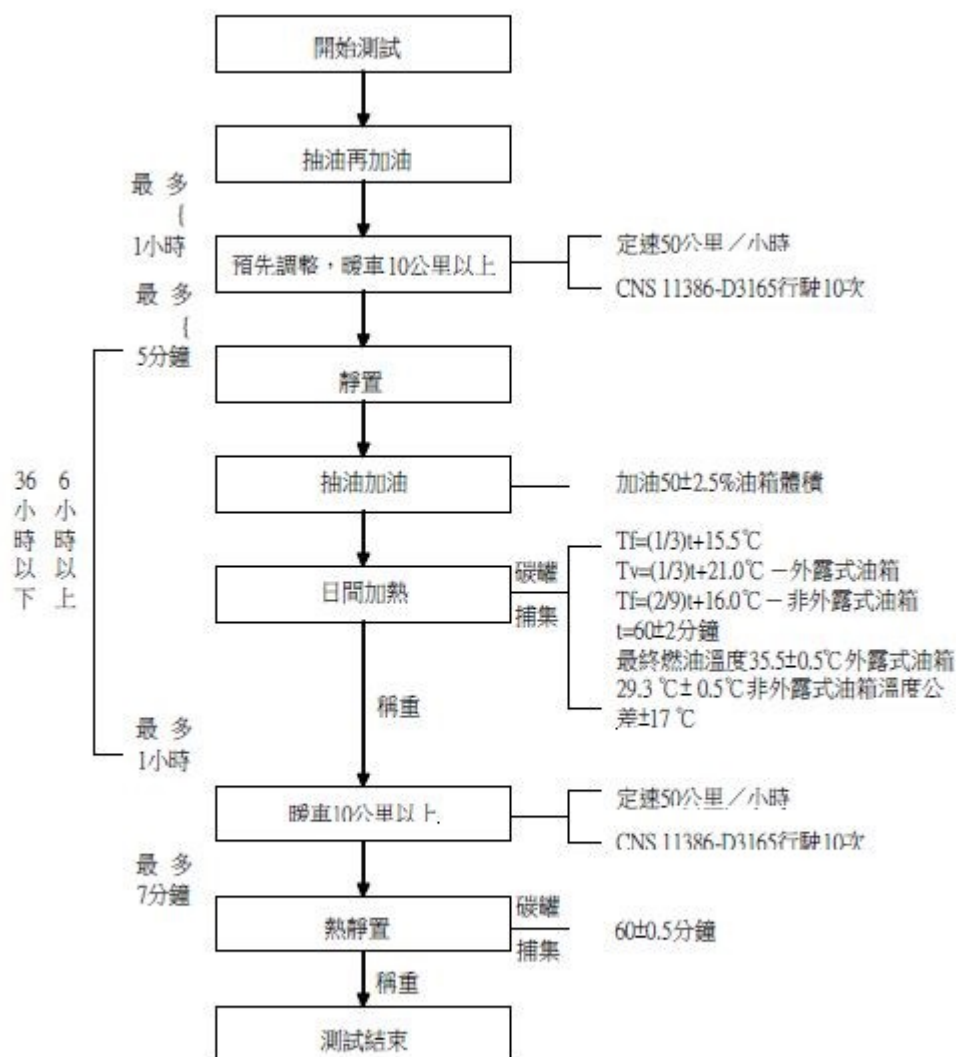 開始測試
抽油再加油
最多
{
1小時
預先調整，暖車10公里以上
定速50公里／小時
CNS 11386-D3165行駛10次
最多
{
5分鐘
靜置
抽油加油
加油50±2.5%油箱體積
36小時以下
6小時以上
日間加熱
碳罐
捕集
Tf=(1/3)t+15.5℃
Tv=(1/3)t+21.0℃－外露式油箱
Tf=(2/9)t+16.0℃－非外露式油箱
t=60±2分鐘
最終燃油溫度35.5±0.5℃外露式油箱
29.3 ℃± 0.5℃非外露式油箱溫度公
差±17 ℃
稱重
最多
1小時
暖車10公里以上
定速50公里／小時
CNS 11386-D3165行駛10次
最多
7分鐘
熱靜置
碳罐
捕集
60±0.5分鐘
稱重
測試結束